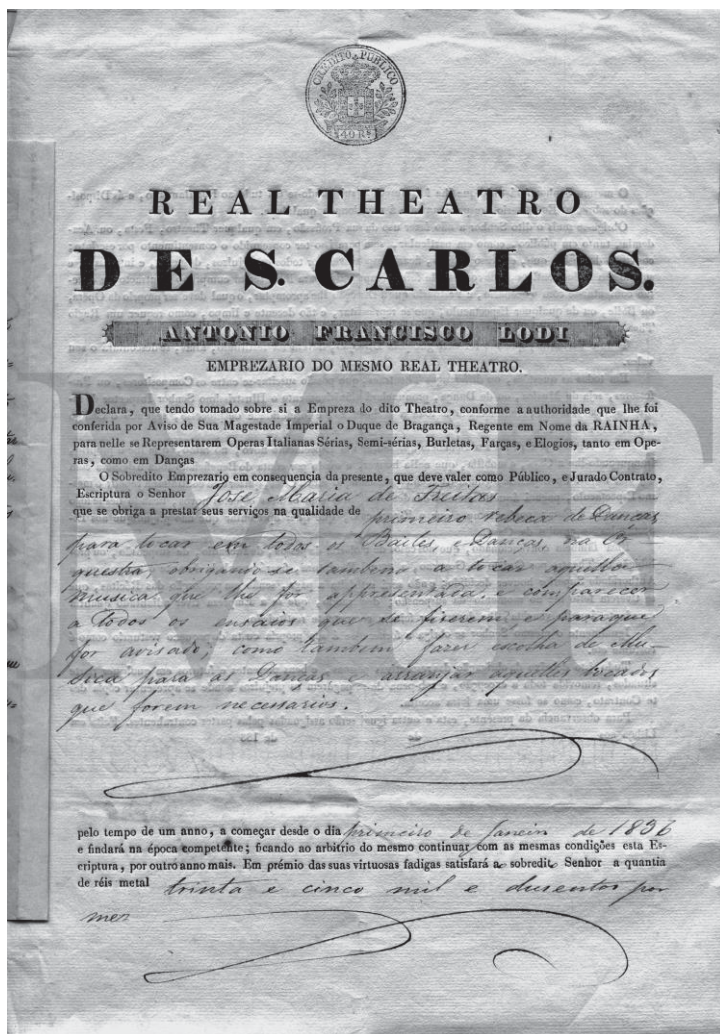 CREDITO PUBLICO
40 RS
REAL THEATRO
DE S. CARLOS.
ANTONIO FRANCISCO LODI
EMPREZARIO DO MESMO REAL THEATRO.
Declara, que tendo tomado sobre si a Empreza do dito Theatro, conforme a authoridade que lhe foi
conferida por Aviso de Sua Magestade Imperial o Duque de Bragança, Regente em Nome da RAINHA,
para nelle se Representarem Operas Italianas Sérias, Semi-sérias, Burletas, Farças, e Elogios, tanto em Ope-
ras, como em Danças
O Sobredito Emprezario em consequencia da presente, que deve valer como Público, e Jurado Contrato,
Escriptura o Senhor José Maria de Freitas
que se obriga a prestar seus serviços na qualidade de primeiro rebeca de Danças
para tocar em todos os Bailes, e Danças, na Or-
questra, obrigando-se tambem a tocar aquella
musica que lhe for appresentada, e comparecer
a todos os ensaios que se fizerem, e para que
for avisado, como tambem fazer escolha de Mu-
sica para as Danças, e arranjar aquelles bocados
que forem necessarios.
pelo tempo de um anno, a começar desde o dia primeiro de Janeiro de 1836
e findará na época competente; ficando ao arbitrio do mesmo continuar com as mesmas condições esta Es-
criptura, por outro anno mais. Em prémio das suas virtuosas fadigas satisfará a sobredito Senhor a quantia
de réis metal trinta e cinco mil e dusentos por
mez
MIT